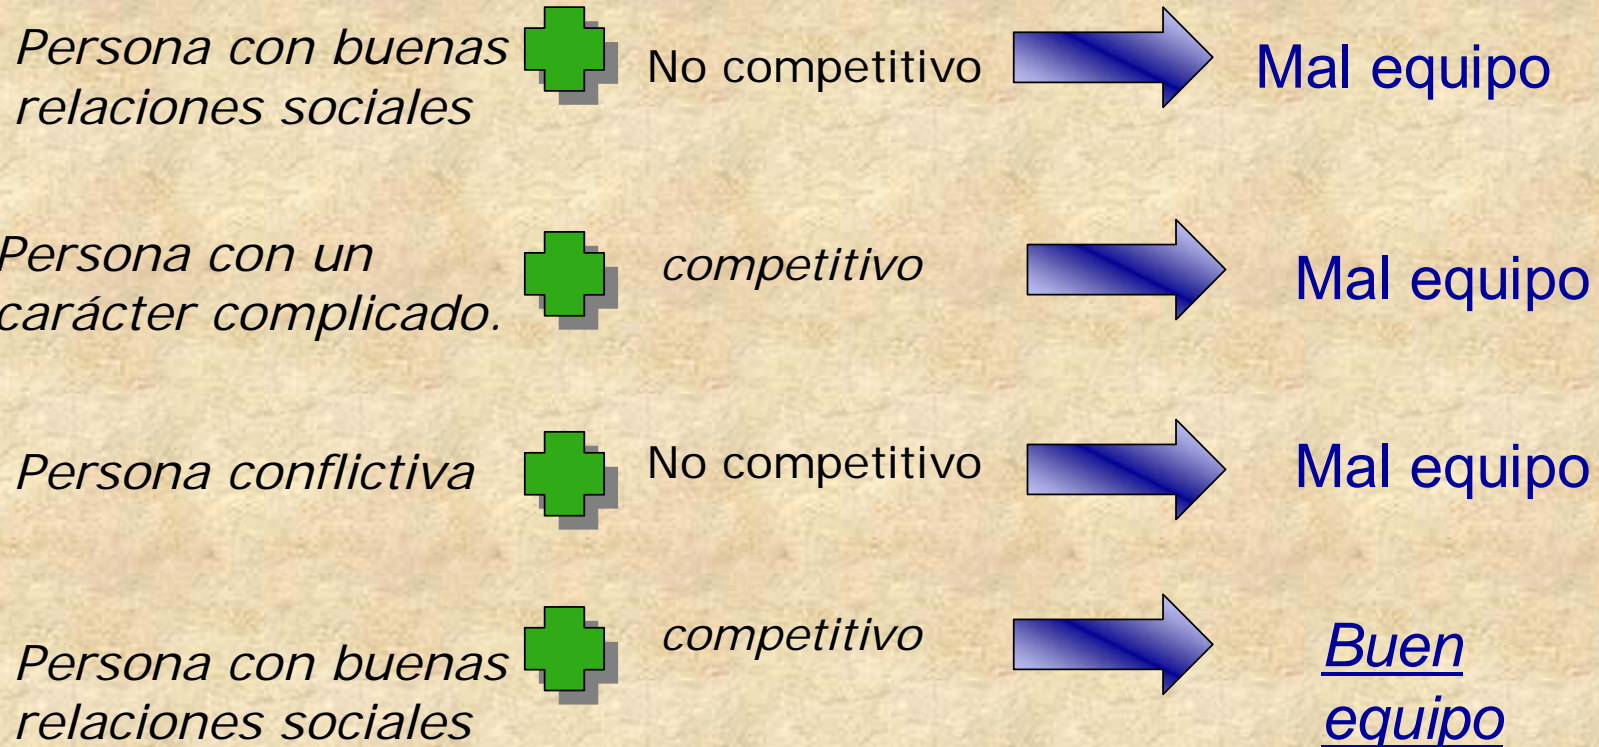 Persona con buenas
relaciones sociales
No competitivo
Mal equipo
Persona con un
carácter complicado.
competitivo
Mal equipo
Persona conflictiva
No competitivo
Mal equipo
Persona con buenas
relaciones sociales
competitivo
Buen
equipo